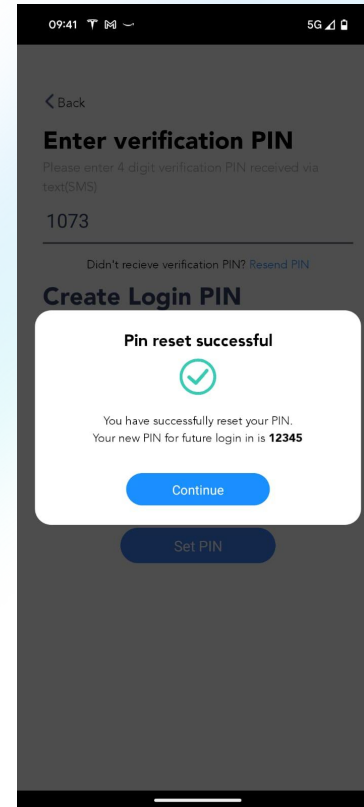 09:41 5G
Back
Enter verification PIN
Please enter 4 digit verification PIN received via
text(SMS)
1073
Didn't recieve verification PIN? Resend PIN
Create Login PIN
Pin reset successful
You have successfully reset your PIN.
Your new PIN for future login in is 12345
Continue
Set PIN